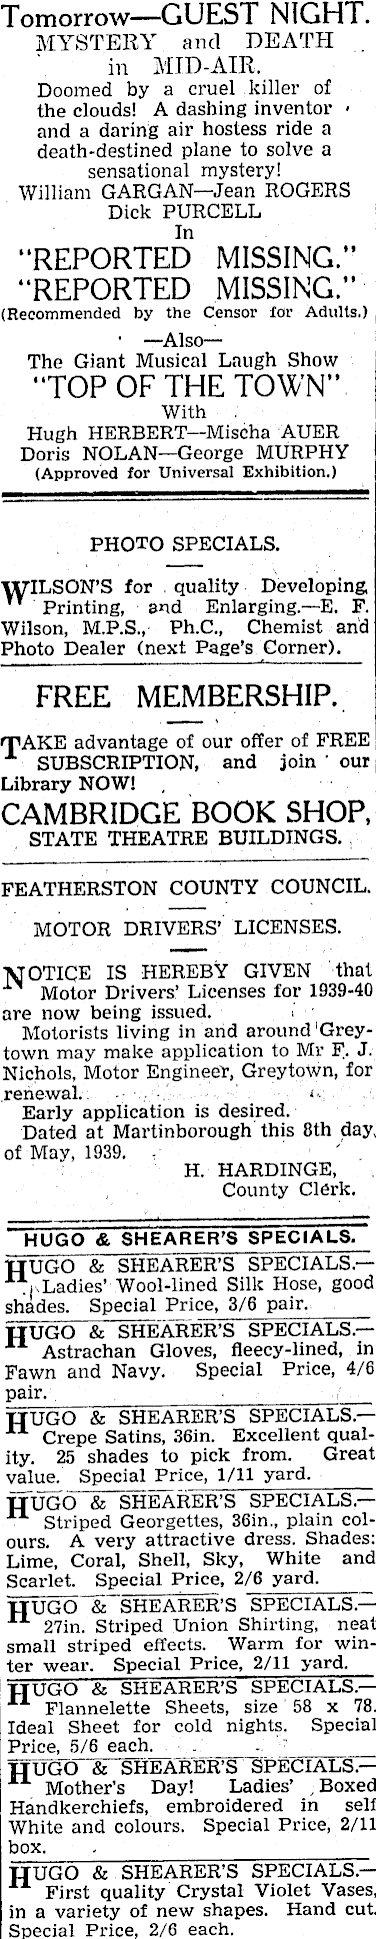 Tomorrow—GUEST NIGHT.
MYSTERY and DEATH
in MID-AIR.
Doomed by a cruel killer of
the clouds! A dashing inventor
and a daring air hostess ride a
death-destined plane to solve a
sensational mystery!
William GARGAN—Jean ROGERS
Dick PURCELL
In
"REPORTED MISSING."
"REPORTED MISSING."
(Recommended by the Censor for Adults.)
—Also—
The Giant Musical Laugh Show
"TOP OF THE TOWN"
With
Hugh HERBERT—Mischa AUER
Doris NOLAN—George MURPHY
(Approved for Universal Exhibition.)
PHOTO SPECIALS.
WILSON'S for quality Developing,
Printing, and Enlarging.—E. F.
Wilson, M.P.S., Ph.C., Chemist and
Photo Dealer (next Page's Corner).
FREE MEMBERSHIP.
TAKE advantage of our offer of FREE
SUBSCRIPTION, and join our
Library NOW!
CAMBRIDGE BOOK SHOP,
STATE THEATRE BUILDINGS.
FEATHERSTON COUNTY COUNCIL.
MOTOR DRIVERS' LICENSES.
NOTICE IS HEREBY GIVEN that
Motor Drivers' Licenses for 1939-40
are now being issued.
Motorists living in and around Grey-
town may make application to Mr F. J.
Nichols, Motor Engineer, Greytown, for
renewal.
Early application is desired.
Dated at Martinborough this 8th day
of May, 1939.
H. HARDINGE,
County Clerk.
HUGO & SHEARER'S SPECIALS.
HUGO & SHEARER'S SPECIALS.—
Ladies' Wool-lined Silk Hose, good
shades. Special Price, 3/6 pair.
HUGO & SHEARER'S SPECIALS.—
Astrachan Gloves, fleecy-lined, in
Fawn and Navy. Special Price, 4/6
pair.
HUGO & SHEARER'S SPECIALS.—
Crepe Satins, 36in. Excellent qual-
ity. 25 shades to pick from. Great
value. Special Price, 1/11 yard.
HUGO & SHEARER'S SPECIALS.—
Striped Georgettes, 36in., plain col-
ours. A very attractive dress. Shades:
Lime, Coral, Shell, Sky, White and
Scarlet. Special Price, 2/6 yard.
HUGO & SHEARER'S SPECIALS.—
27in. Striped Union Shirting, neat
small striped effects. Warm for win-
ter wear. Special Price, 2/11 yard.
HUGO & SHEARER'S SPECIALS.—
Flannelette Sheets, size 58 x 78.
Ideal Sheet for cold nights. Special
Price, 5/6 each.
HUGO & SHEARER'S SPECIALS.—
Mother's Day! Ladies' Boxed
Handkerchiefs, embroidered in self
White and colours. Special Price, 2/11
box.
HUGO & SHEARER'S SPECIALS.—
First quality Crystal Violet Vases,
in a variety of new shapes. Hand cut.
Special Price, 2/6 each.